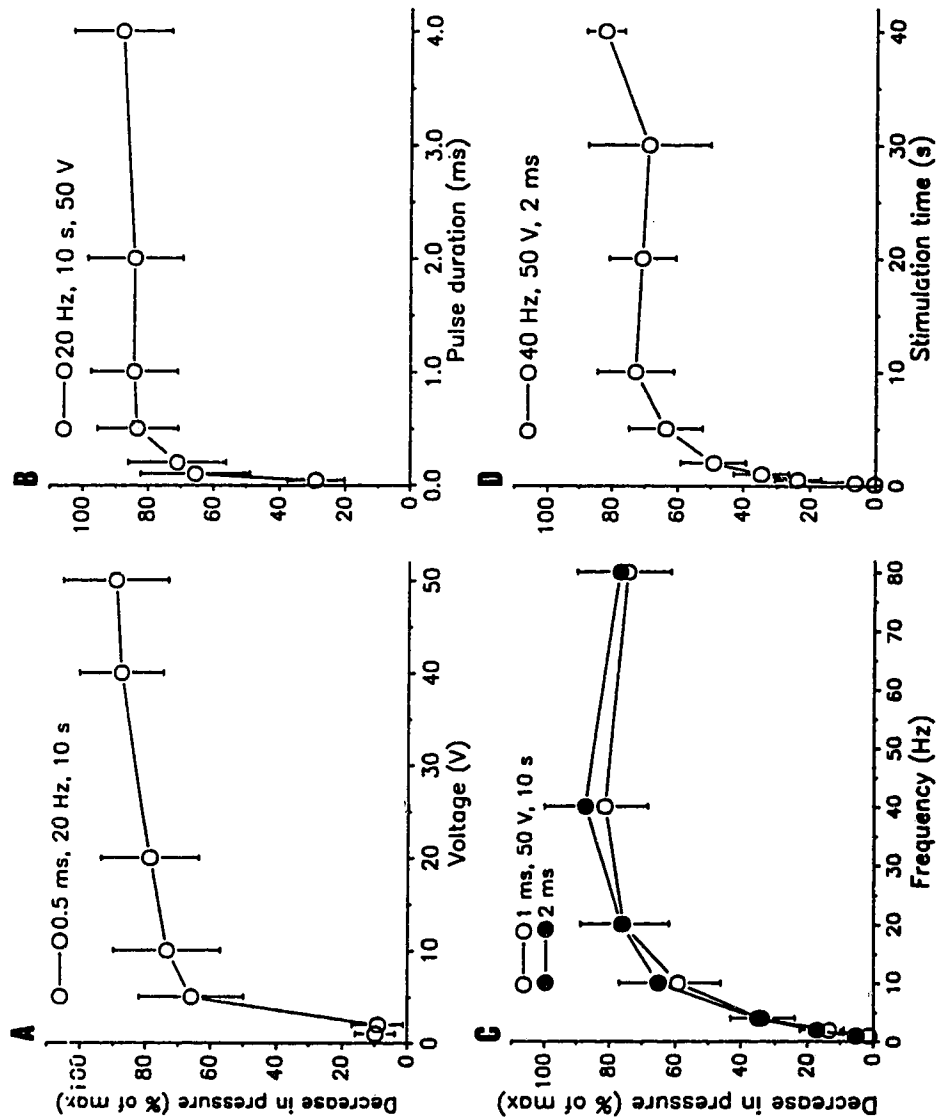 A
0.5 ms, 20 Hz, 10 s
Decrease in pressure (% of max.)
100
80
60
40
20
0 10 20 30 40 50
Voltage (V)
B
20 Hz, 10 s, 50 V
100
80
60
40
20
0.0 1.0 2.0 3.0 4.0
Pulse duration (ms)
C
1 ms, 50 V, 10 s
2 ms
Decrease in pressure (% of max.)
100
80
60
40
20
0
0 10 20 30 40 50 60 70 80
Frequency (Hz)
D
40 Hz, 50 V, 2 ms
100
80
60
40
20
0 10 20 30 40
Stimulation time (s)